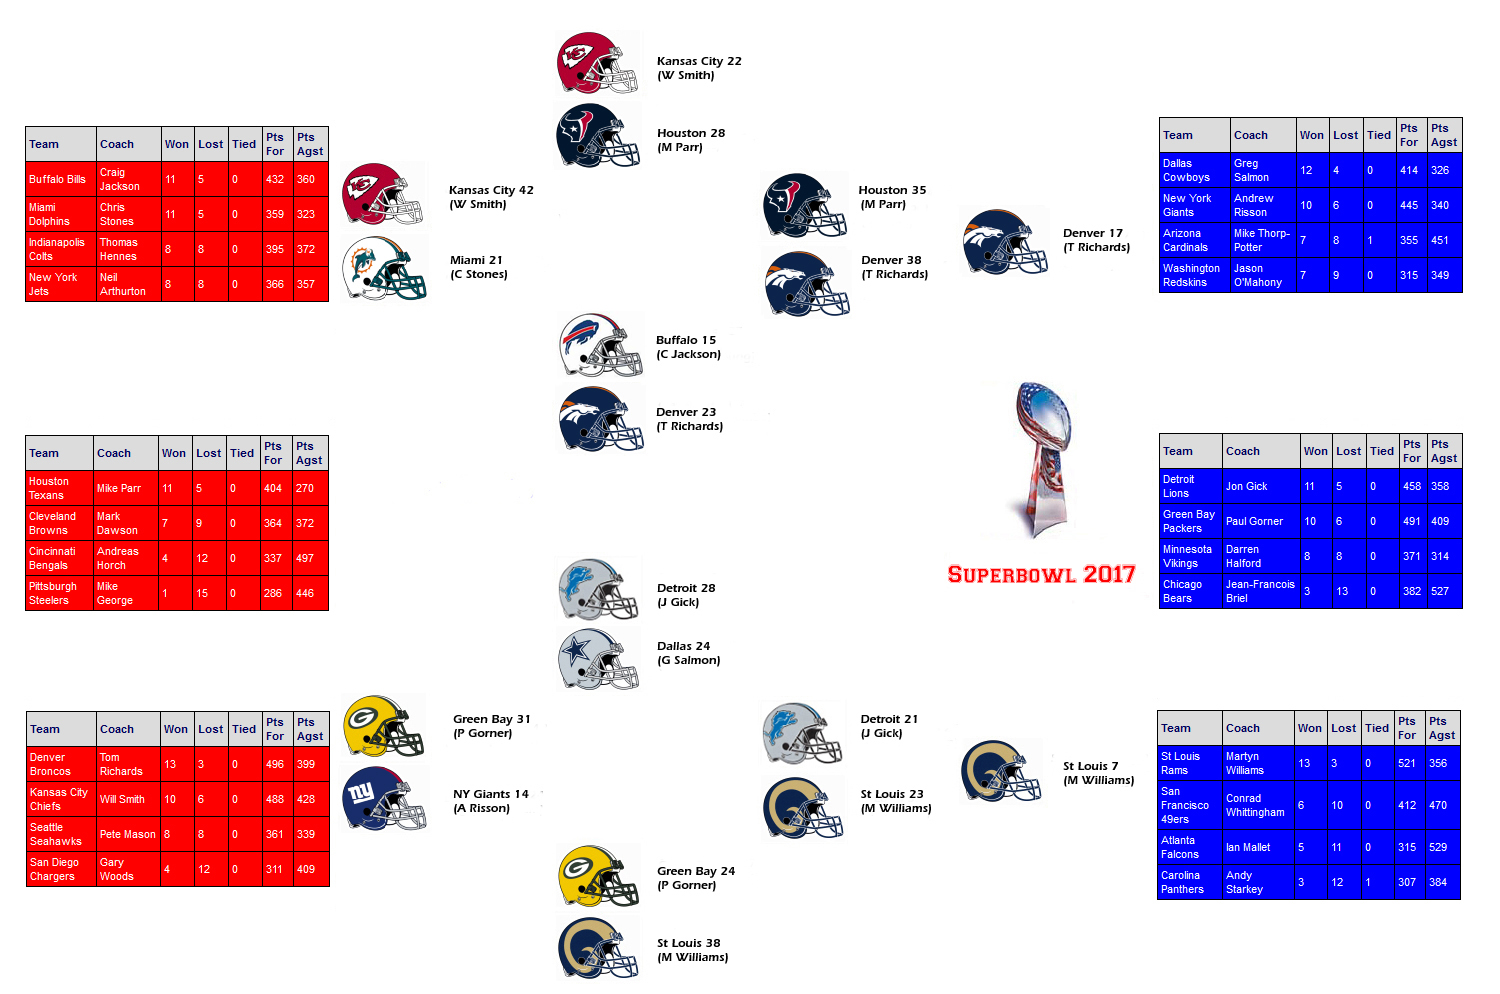 Kansas City 22
(W Smith)
Houston 28
(M Parr)
Team Coach Won Lost Tied Pts For Pts Agst
Buffalo Bills Craig Jackson 11 5 0 432 360
Miami Dolphins Chris Stones 11 5 0 359 323
Indianapolis Colts Thomas Hennes 8 8 0 395 372
New York Jets Neil Arthurton 8 8 0 366 357
Kansas City 42
(W Smith)
Miami 21
(C Stones)
Houston 35
(M Parr)
Denver 38
(T Richards)
Denver 17
(T Richards)
Team Coach Won Lost Tied Pts For Pts Agst
Dallas Cowboys Greg Salmon 12 4 0 414 326
New York Giants Andrew Risson 10 6 0 445 340
Arizona Cardinals Mike Thorp-Potter 7 8 1 355 451
Washington Redskins Jason O'Mahony 7 9 0 315 349
Buffalo 15
(C Jackson)
Denver 23
(T Richards)
Team Coach Won Lost Tied Pts For Pts Agst
Houston Texans Mike Parr 11 5 0 404 270
Cleveland Browns Mark Dawson 7 9 0 364 372
Cincinnati Bengals Andreas Horch 4 12 0 337 497
Pittsburgh Steelers Mike George 1 15 0 286 446
Superbowl 2017
Team Coach Won Lost Tied Pts For Pts Agst
Detroit Lions Jon Gick 11 5 0 458 358
Green Bay Packers Paul Gorner 10 6 0 491 409
Minnesota Vikings Darren Halford 8 8 0 371 314
Chicago Bears Jean-Francois Briel 3 13 0 382 527
Detroit 28
(J Gick)
Dallas 24
(G Salmon)
Team Coach Won Lost Tied Pts For Pts Agst
Denver Broncos Tom Richards 13 3 0 496 399
Kansas City Chiefs Will Smith 10 6 0 488 428
Seattle Seahawks Pete Mason 8 8 0 361 339
San Diego Chargers Gary Woods 4 12 0 311 409
Green Bay 31
(P Gorner)
ny
NY Giants 14
(A Risson)
Detroit 21
(J Gick)
St Louis 23
(M Williams)
St Louis 7
(M Williams)
Team Coach Won Lost Tied Pts For Pts Agst
St Louis Rams Martyn Williams 13 3 0 521 356
San Francisco 49ers Conrad Whittingham 6 10 0 412 470
Atlanta Falcons Ian Mallet 5 11 0 315 529
Carolina Panthers Andy Starkey 3 12 1 307 384
Green Bay 24
(P Gorner)
St Louis 38
(M Williams)